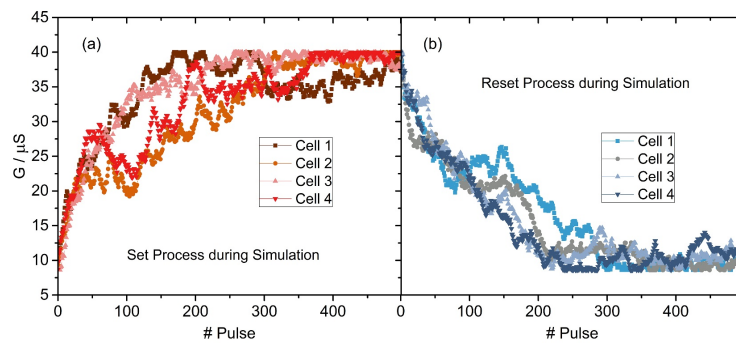 (a)
(b)
45
40
35
30
25
20
15
10
5
G / µS
Cell 1
Cell 2
Cell 3
Cell 4
Set Process during Simulation
0 100 200 300 400
# Pulse
Reset Process during Simulation
Cell 1
Cell 2
Cell 3
Cell 4
0 100 200 300 400 500
# Pulse